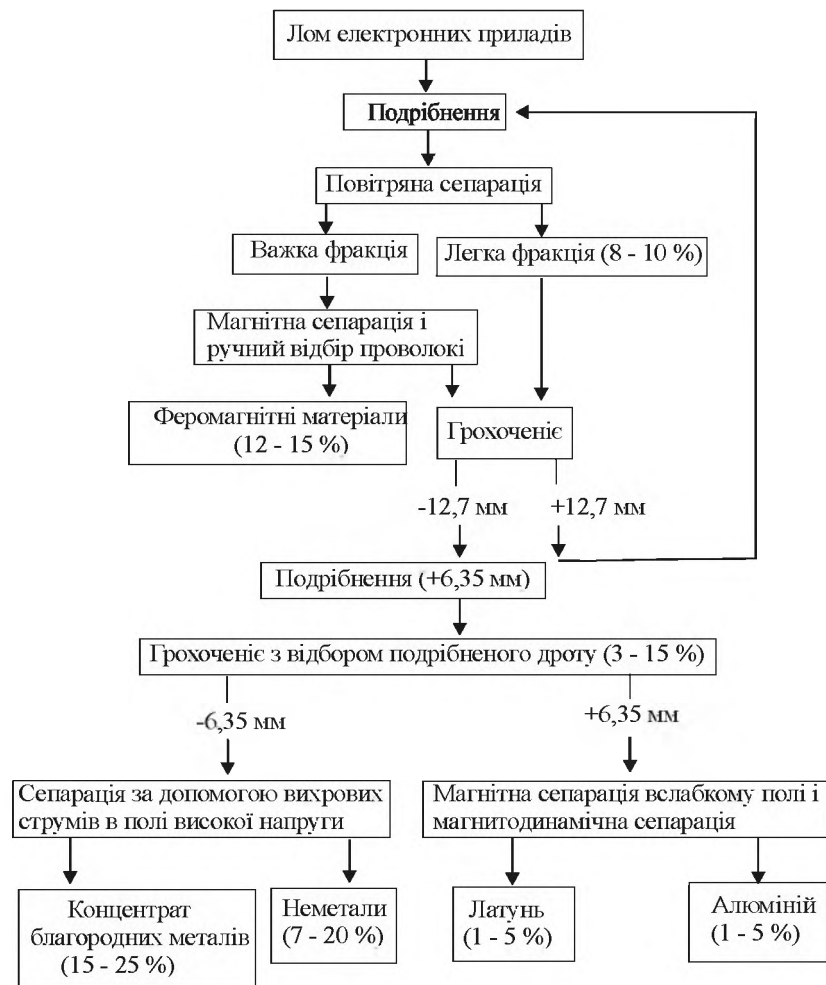 Лом електронних приладів
Подрібнення
Повітряна сепарація
Важка фракція
Легка фракція (8 - 10 %)
Магнітна сепарація і
ручний відбір проволокі
Феромагнітні матеріали
(12 - 15 %)
Грохоченіє
-12,7 мм
+12,7 мм
Подрібнення (+6,35 мм)
Грохоченіє з відбором подрібненого дроту (3 - 15 %)
-6,35 мм
+6,35 мм
Сепарація за допомогою вихрових
струмів в полі високої напруги
Магнітна сепарація вслабкому полі і
магнитодинамічна сепарація
Концентрат
благородних металів
(15 - 25 %)
Неметали
(7 - 20 %)
Латунь
(1 - 5 %)
Алюміній
(1 - 5 %)